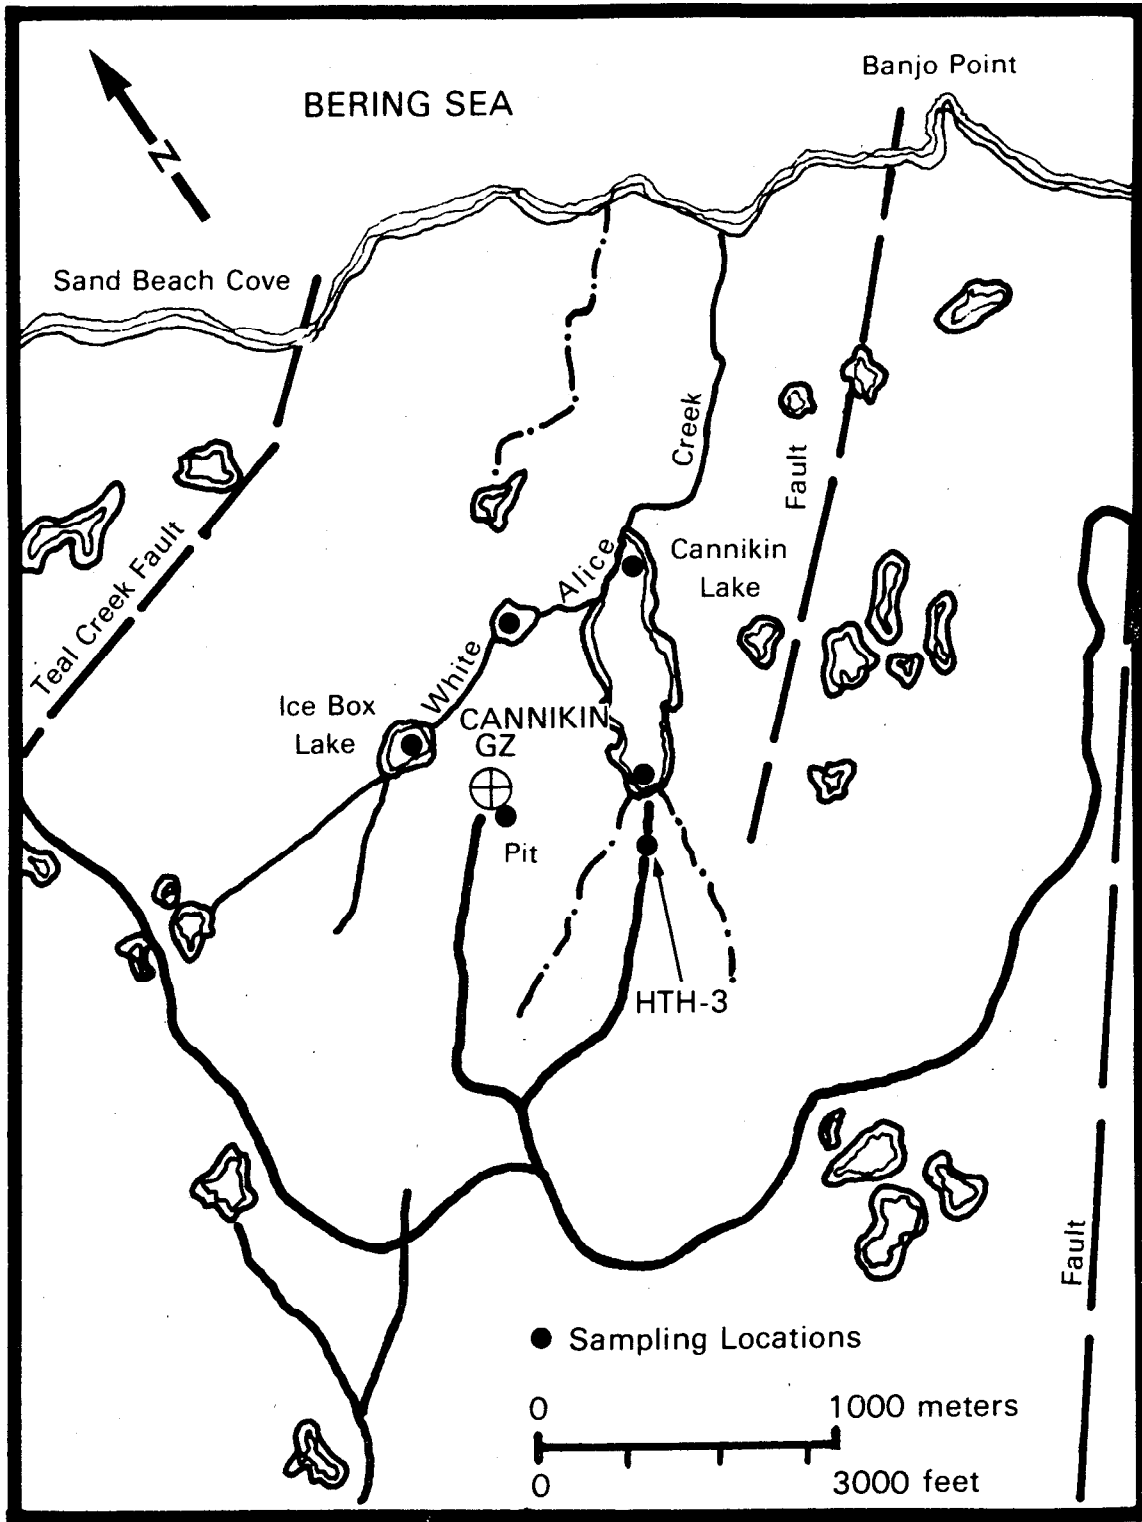 Banjo Point
BERING SEA
N
Sand Beach Cove
Creek
Fault
Teal Creek Fault
Alice
Cannikin
Lake
White
Ice Box
Lake
CANNIKIN
GZ
Pit
HTH-3
Fault
Sampling Locations
0 1000 meters
0 3000 feet